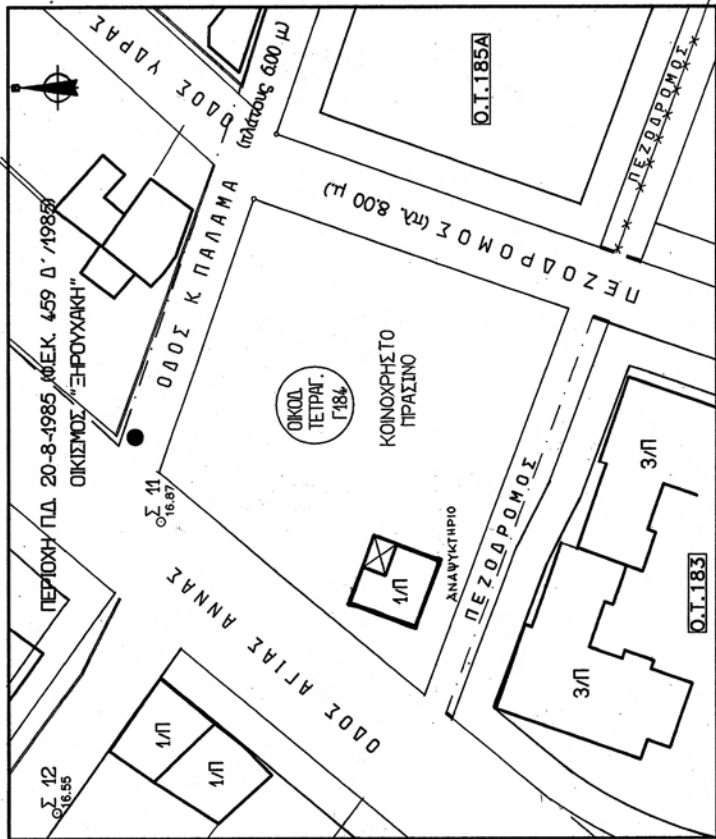 ΠΕΡΙΟΧΗ Π.Δ. 20-8-1985 (Φ.Ε.Κ. 459 Δ΄/1985)
ΟΙΚΙΣΜΟΣ "ΞΗΡΟΥΧΑΚΗ"
ΟΔΟΣ ΥΔΡΑΣ
ΟΔΟΣ Κ ΠΑΛΑΜΑ (πλάτους 6.00 μ)
Ο.Τ.185Α
ΠΕΖΟΔΡΟΜΟΣ
ΠΕΖΟΔΡΟΜΟΣ (πλ. 8.00 μ.)
Σ 11
16.87
ΟΙΚΟΔ.
ΤΕΤΡΑΓ.
Γ184
ΚΟΙΝΟΧΡΗΣΤΟ
ΠΡΑΣΙΝΟ
1/Π
ΑΝΑΨΥΚΤΗΡΙΟ
ΟΔΟΣ ΑΓΙΑΣ ΑΝΝΑΣ
Σ 12
16.55
1/Π
1/Π
ΠΕΖΟΔΡΟΜΟΣ
3/Π
3/Π
Ο.Τ.183